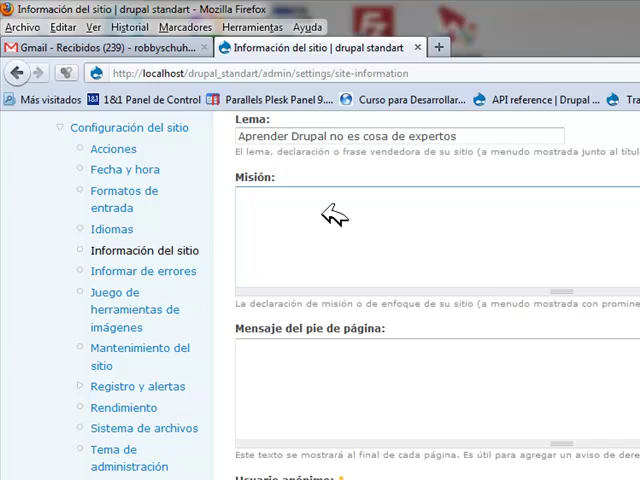 Información del sitio | drupal standart - Mozilla Firefox
Archivo Editar Ver Historial Marcadores Herramientas Ayuda
Gmail - Recibidos (239) - robbyschuh... × Información del sitio | drupal standart × +
http://localhost/drupal_standart/admin/settings/site-information
Más visitados 1&1 Panel de Control Parallels Plesk Panel 9.... Curso para Desarrollar... API reference | Drupal ... Tra
Configuración del sitio
Acciones
Fecha y hora
Formatos de
entrada
Idiomas
Información del sitio
Informar de errores
Juego de
herramientas de
imágenes
Mantenimiento del
sitio
Registro y alertas
Rendimiento
Sistema de archivos
Tema de
administración
Lema:
Aprender Drupal no es cosa de expertos
El lema, declaración o frase vendedora de su sitio (a menudo mostrada junto al títu
Misión:
La declaración de misión o de enfoque de su sitio (a menudo mostrada con promine
Mensaje del pie de página:
Este texto se mostrará al final de cada página. Es útil para agregar un aviso de dere
Usuario anónimo: *